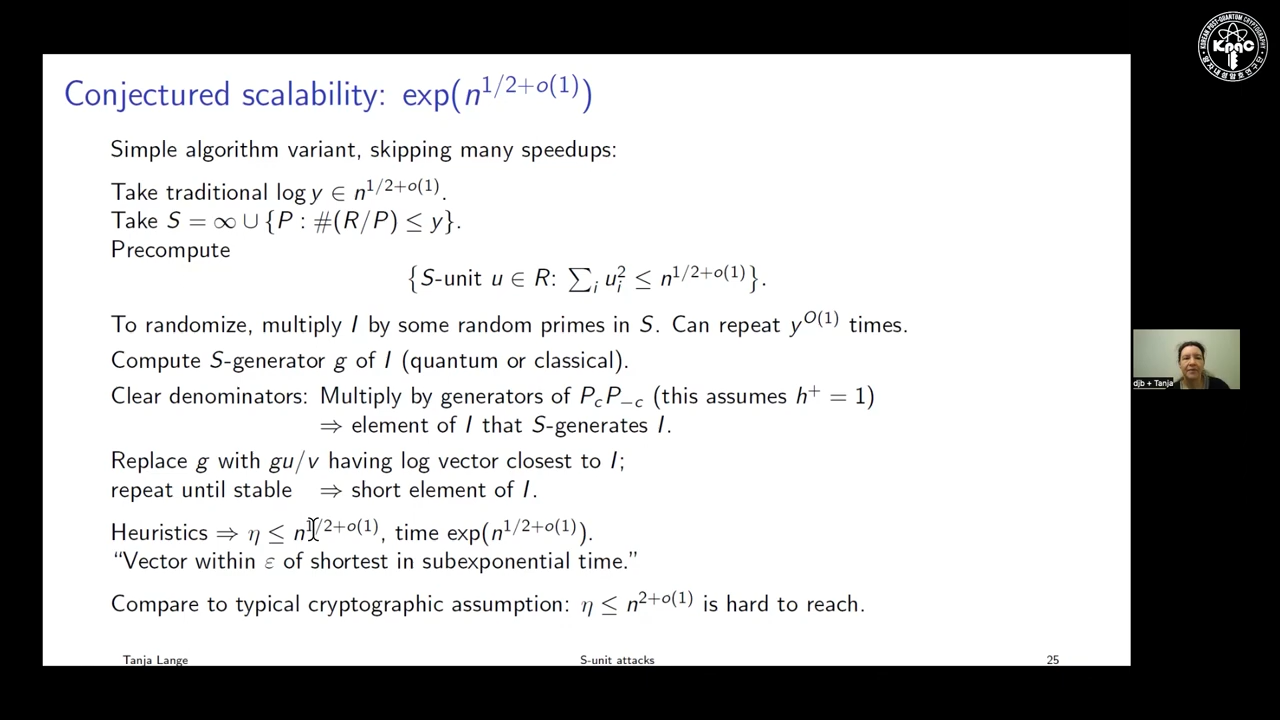 Conjectured scalability: exp(n^{1/2+o(1)})
Simple algorithm variant, skipping many speedups:
Take traditional log y ∈ n^{1/2+o(1)}.
Take S = ∞ ∪ {P : #(R/P) ≤ y}.
Precompute
{S-unit u ∈ R: ∑_i u_i^2 ≤ n^{1/2+o(1)}}.
To randomize, multiply I by some random primes in S. Can repeat y^{O(1)} times.
Compute S-generator g of I (quantum or classical).
Clear denominators: Multiply by generators of P_cP_{-c} (this assumes h^+ = 1)
⇒ element of I that S-generates I.
Replace g with gu/v having log vector closest to I;
repeat until stable ⇒ short element of I.
Heuristics ⇒ η ≤ n^{1/2+o(1)}, time exp(n^{1/2+o(1)}).
“Vector within ε of shortest in subexponential time.”
Compare to typical cryptographic assumption: η ≤ n^{2+o(1)} is hard to reach.
Tanja Lange S-unit attacks 25
djb + Tanja
KPQC